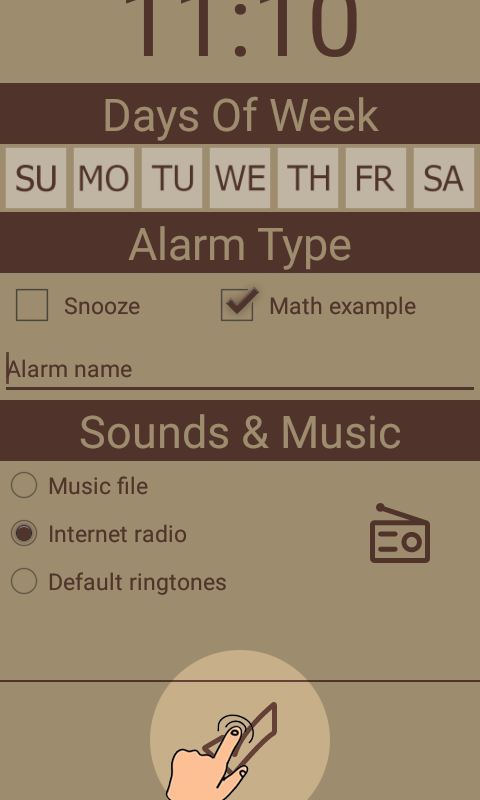 11:10
Days Of Week
SU MO TU WE TH FR SA
Alarm Type
Snooze Math example
Alarm name
Sounds & Music
Music file
Internet radio
Default ringtones